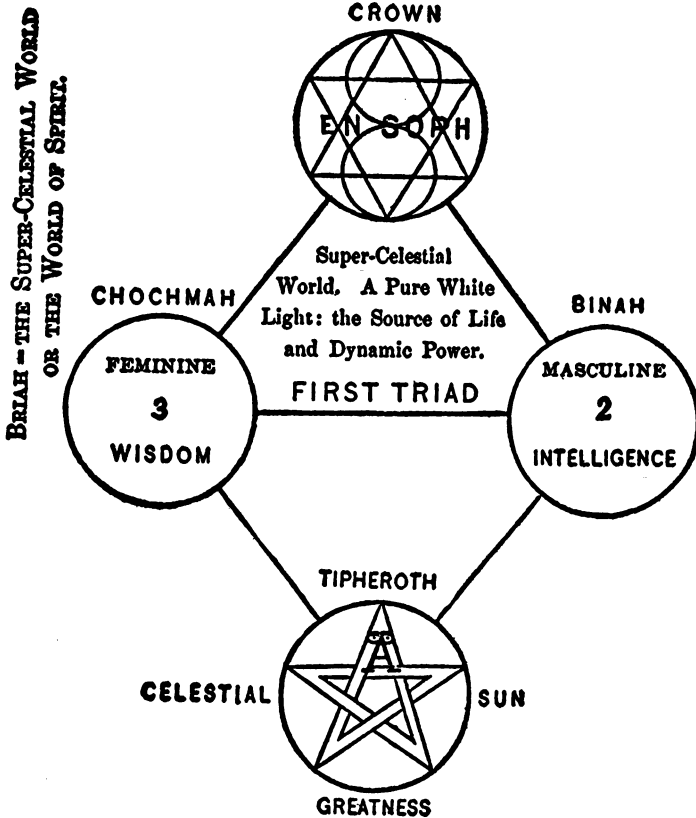 BRIAH = THE SUPER-CELESTIAL WORLD
OR THE WORLD OF SPIRIT.
CROWN
EN SOPH
Super-Celestial
World. A Pure White
Light: the Source of Life
and Dynamic Power.
FIRST TRIAD
CHOCHMAH
FEMININE
3
WISDOM
BINAH
MASCULINE
2
INTELLIGENCE
TIPHEROTH
A
CELESTIAL SUN
GREATNESS